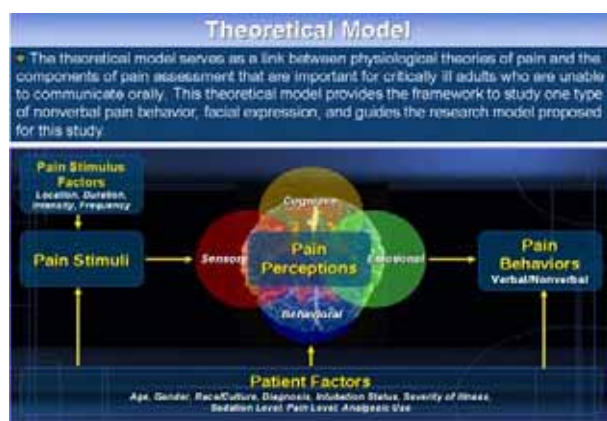 Theoretical Model
The theoretical model serves as a link between physiological theories of pain and the
components of pain assessment that are important for critically ill adults who are unable
to communicate orally. This theoretical model provides the framework to study one type
of nonverbal pain behavior, facial expression, and guides the research model proposed
for this study.
Pain Stimulus
Factors
Location, Duration,
Intensity, Frequency
Cognitive
Pain Stimuli
Sensory
Pain
Perceptions
Emotional
Pain
Behaviors
Verbal/Nonverbal
Behavioral
Patient Factors
Age, Gender, Race/Culture, Diagnosis, Intubation Status, Severity of Illness,
Sedation Level, Pain Level, Analgesic Use